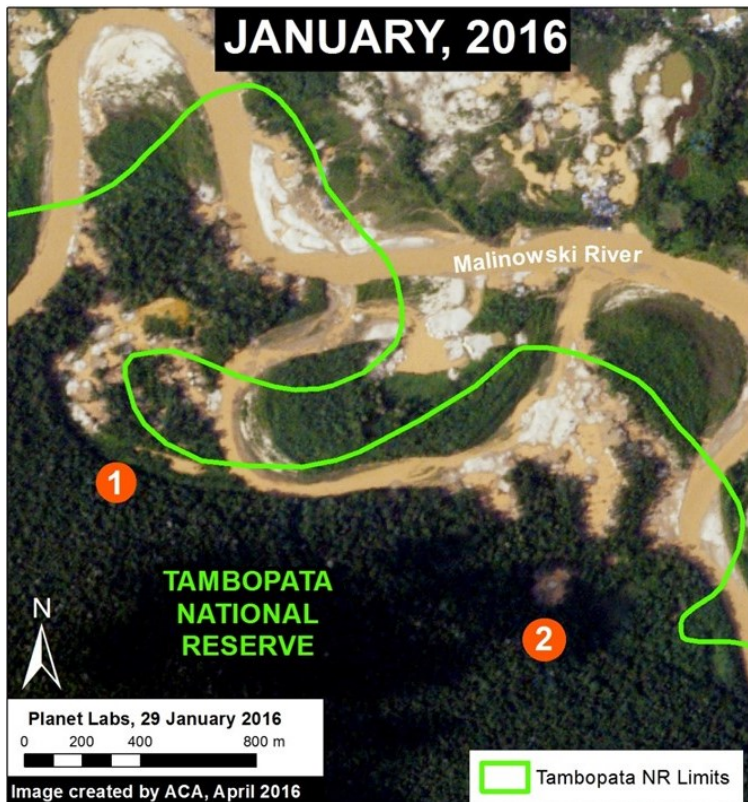 JANUARY, 2016
Malinowski River
1
TAMBOPATA
NATIONAL
RESERVE
2
N
Planet Labs, 29 January 2016
0 200 400 800 m
Image created by ACA, April 2016
Tambopata NR Limits